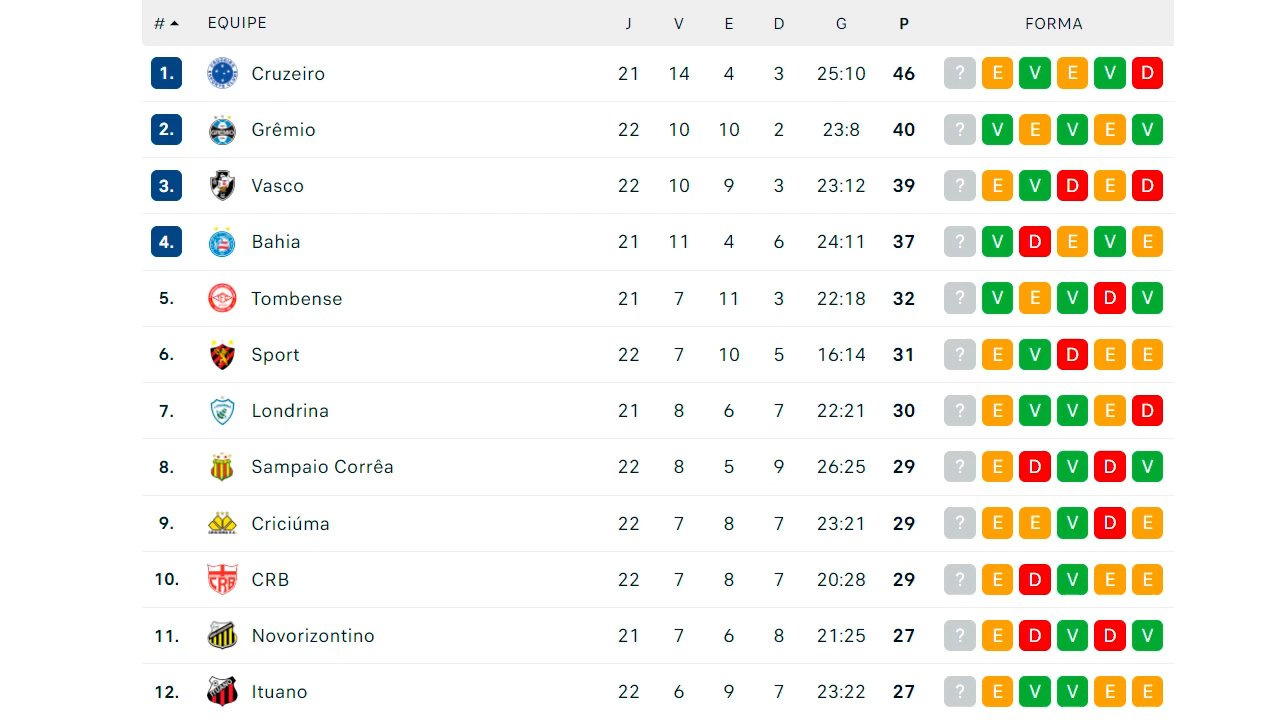 # EQUIPE J V E D G P FORMA
1. Cruzeiro 21 14 4 3 25:10 46 ? E V E V D
2. Grêmio 22 10 10 2 23:8 40 ? V E V E V
3. Vasco 22 10 9 3 23:12 39 ? E V D E D
4. Bahia 21 11 4 6 24:11 37 ? V D E V E
5. Tombense 21 7 11 3 22:18 32 ? V E V D V
6. Sport 22 7 10 5 16:14 31 ? E V D E E
7. Londrina 21 8 6 7 22:21 30 ? E V V E D
8. Sampaio Corrêa 22 8 5 9 26:25 29 ? E D V D V
9. Criciúma 22 7 8 7 23:21 29 ? E E V D E
10. CRB 22 7 8 7 20:28 29 ? E D V E E
11. Novorizontino 21 7 6 8 21:25 27 ? E D V D V
12. Ituano 22 6 9 7 23:22 27 ? E V V E E